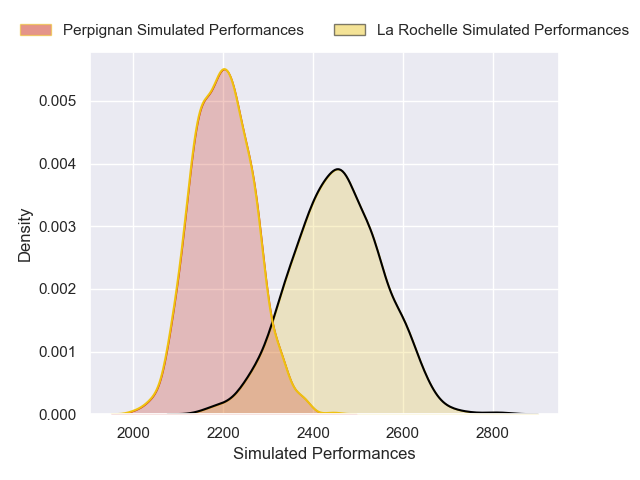 Perpignan Simulated Performances
La Rochelle Simulated Performances
0.005
0.004
0.003
0.002
0.001
0.000
Density
2000
2200
2400
2600
2800
Simulated Performances